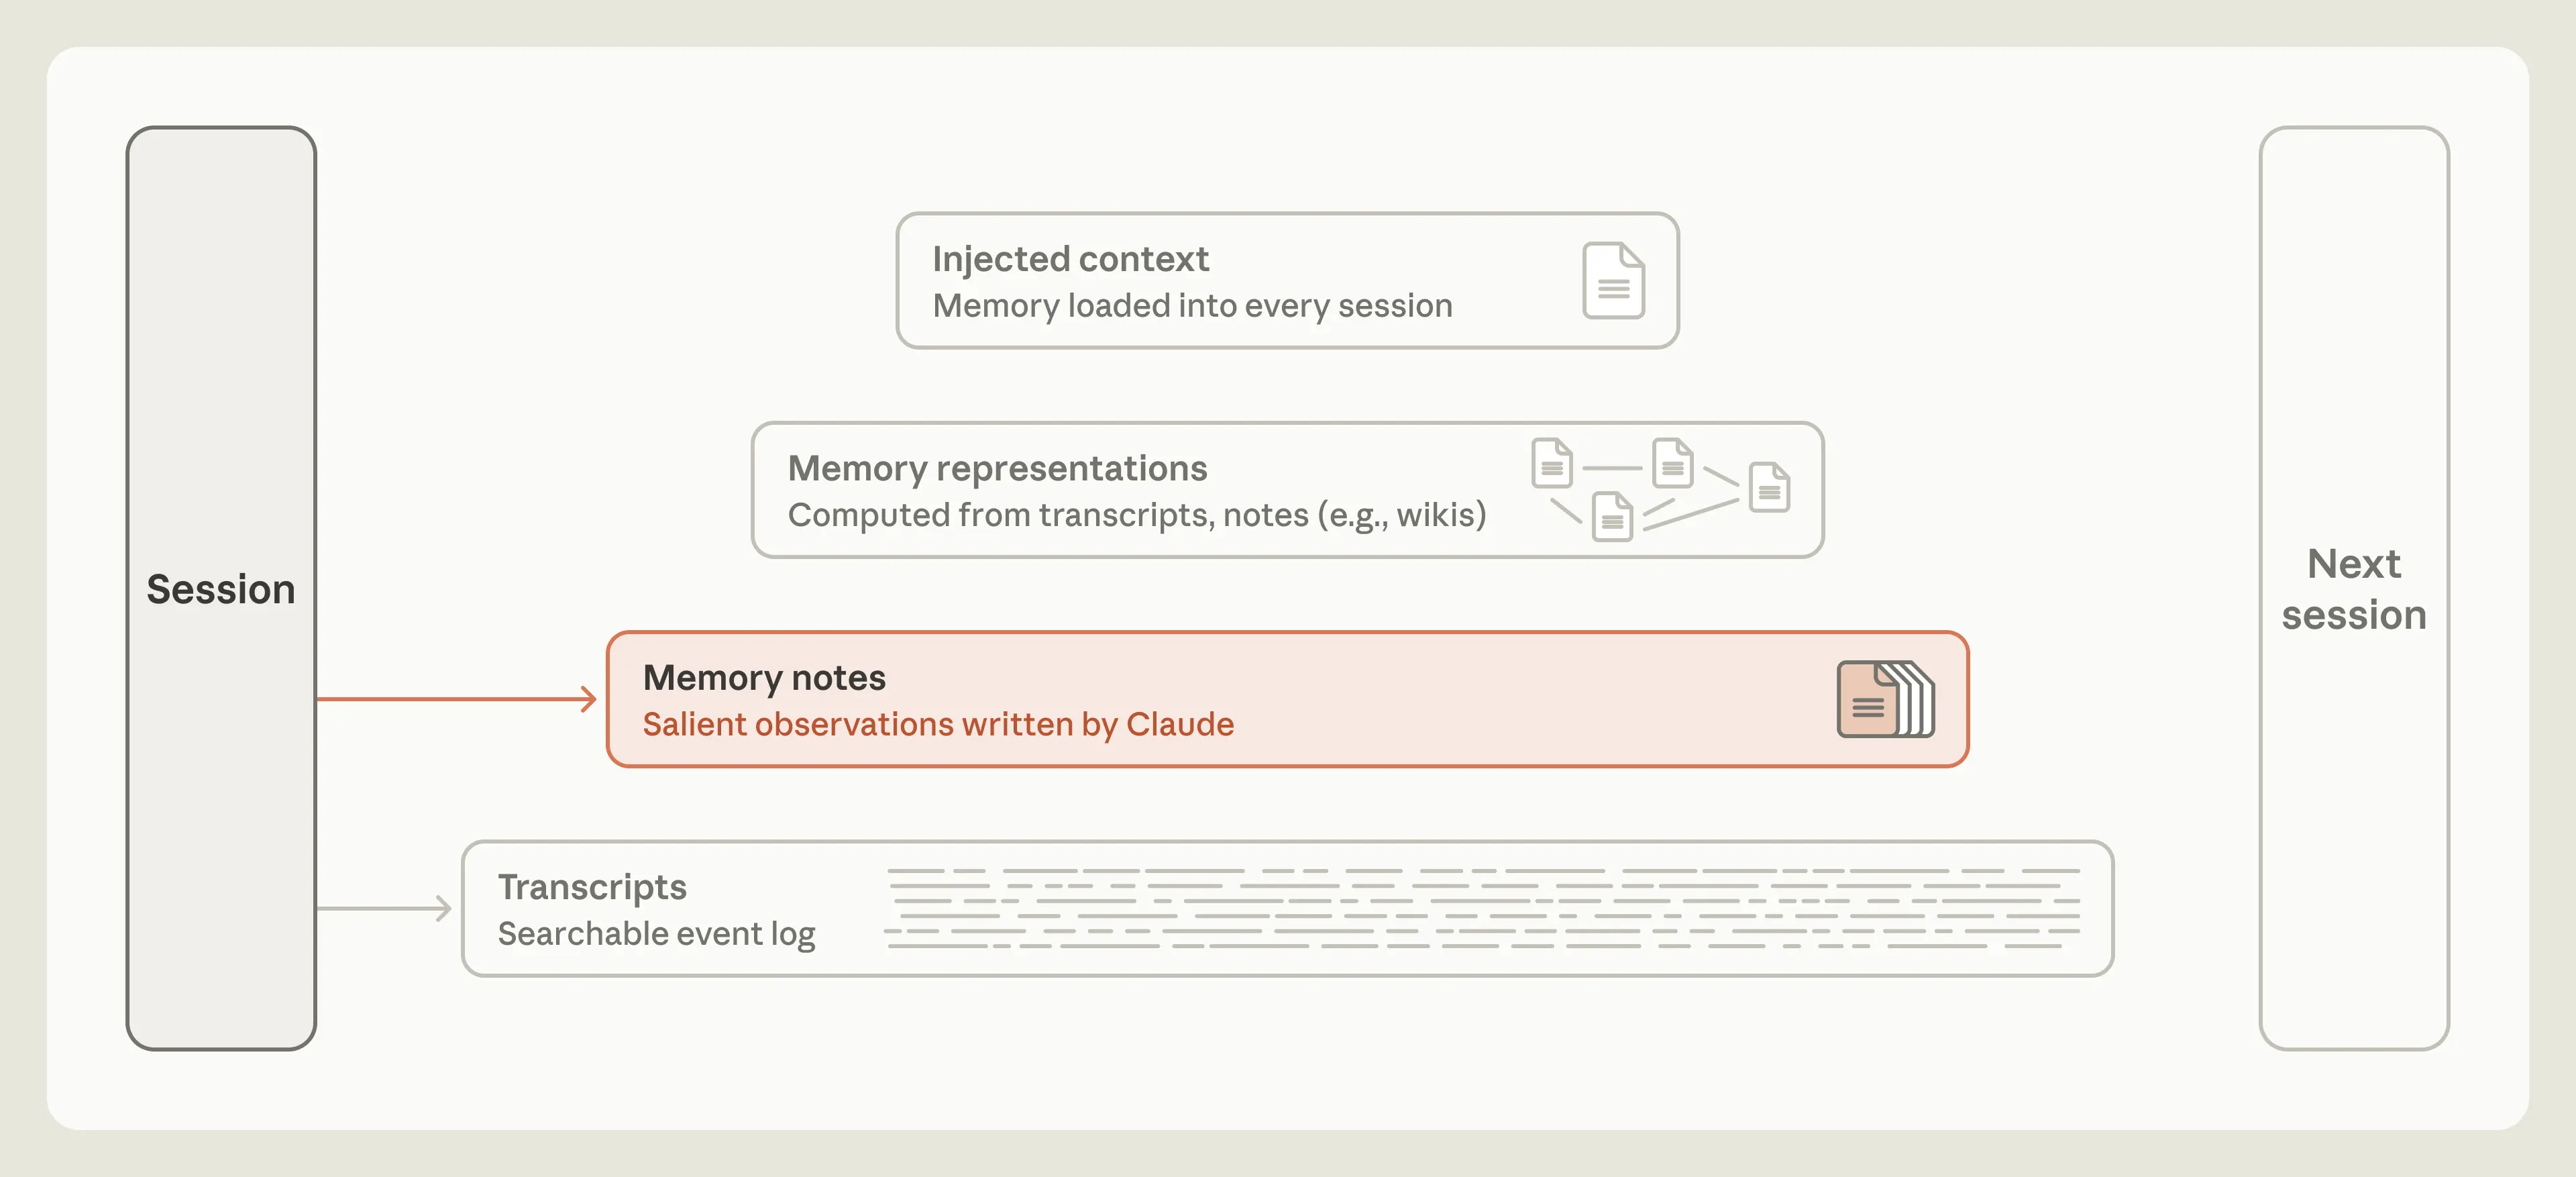 Session
Injected context
Memory loaded into every session
Memory representations
Computed from transcripts, notes (e.g., wikis)
Memory notes
Salient observations written by Claude
Transcripts
Searchable event log
Next
session